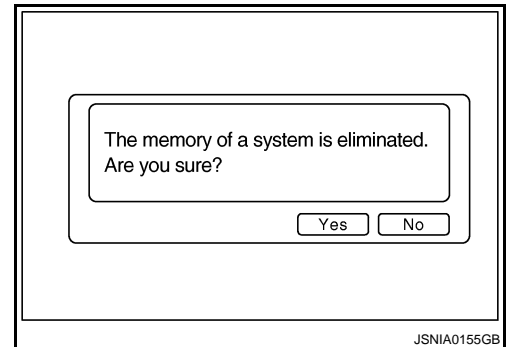 The memory of a system is eliminated.
Are you sure?
Yes No
JSNIA0155GB